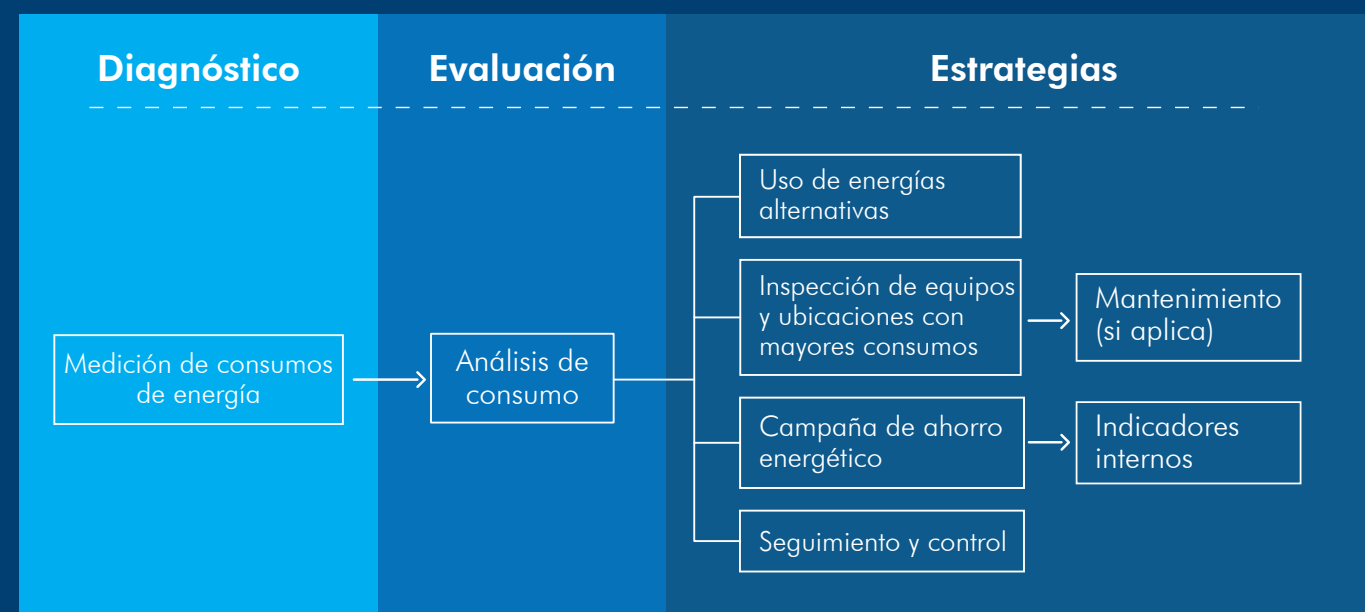 Diagnóstico
Evaluación
Estrategias
Medición de consumos
de energía
Análisis de
consumo
Uso de energías
alternativas
Inspección de equipos
y ubicaciones con
mayores consumos
Mantenimiento
(si aplica)
Campaña de ahorro
energético
Indicadores
internos
Seguimiento y control